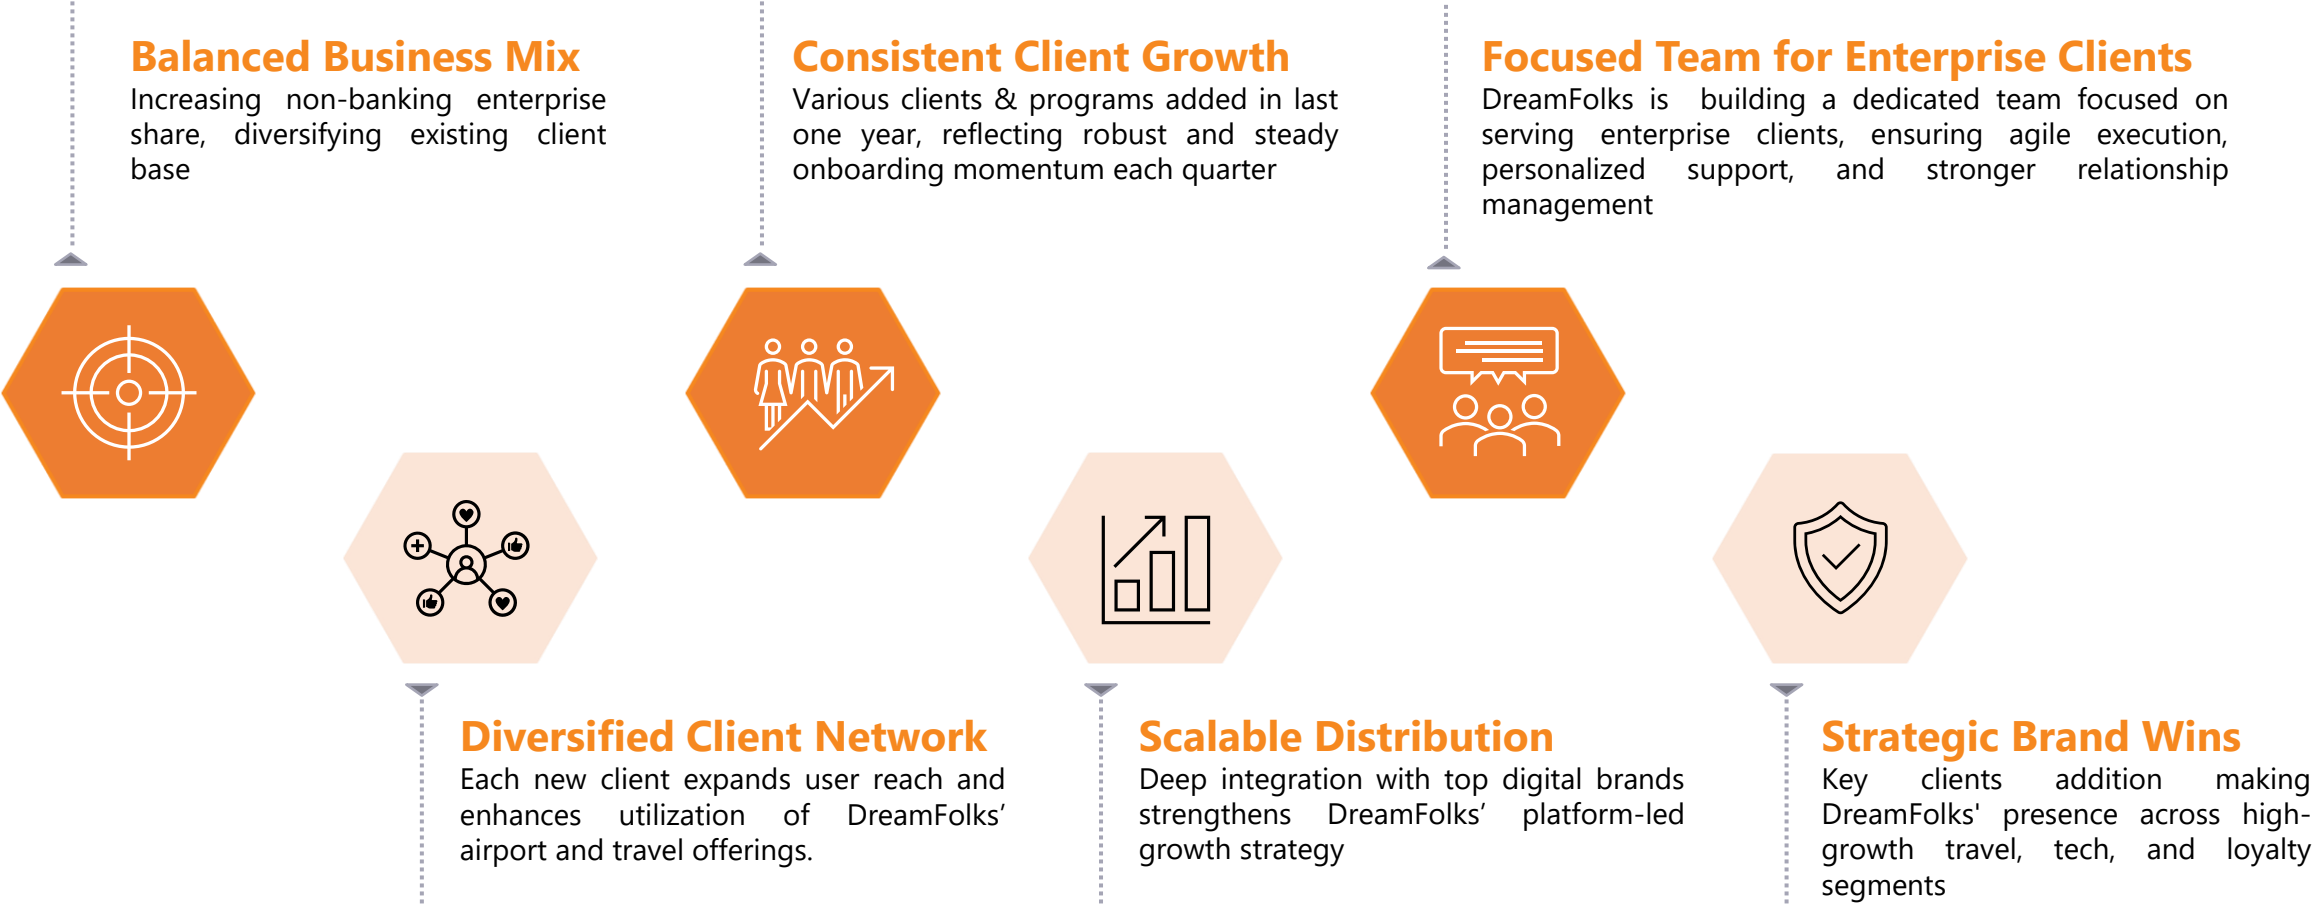 Balanced Business Mix
Increasing non-banking enterprise
share, diversifying existing client
base
Consistent Client Growth
Various clients & programs added in last
one year, reflecting robust and steady
onboarding momentum each quarter
Focused Team for Enterprise Clients
DreamFolks is building a dedicated team focused on
serving enterprise clients, ensuring agile execution,
personalized support, and stronger relationship
management
Diversified Client Network
Each new client expands user reach and
enhances utilization of DreamFolks’
airport and travel offerings.
Scalable Distribution
Deep integration with top digital brands
strengthens DreamFolks’ platform-led
growth strategy
Strategic Brand Wins
Key clients addition making
DreamFolks' presence across high-
growth travel, tech, and loyalty
segments